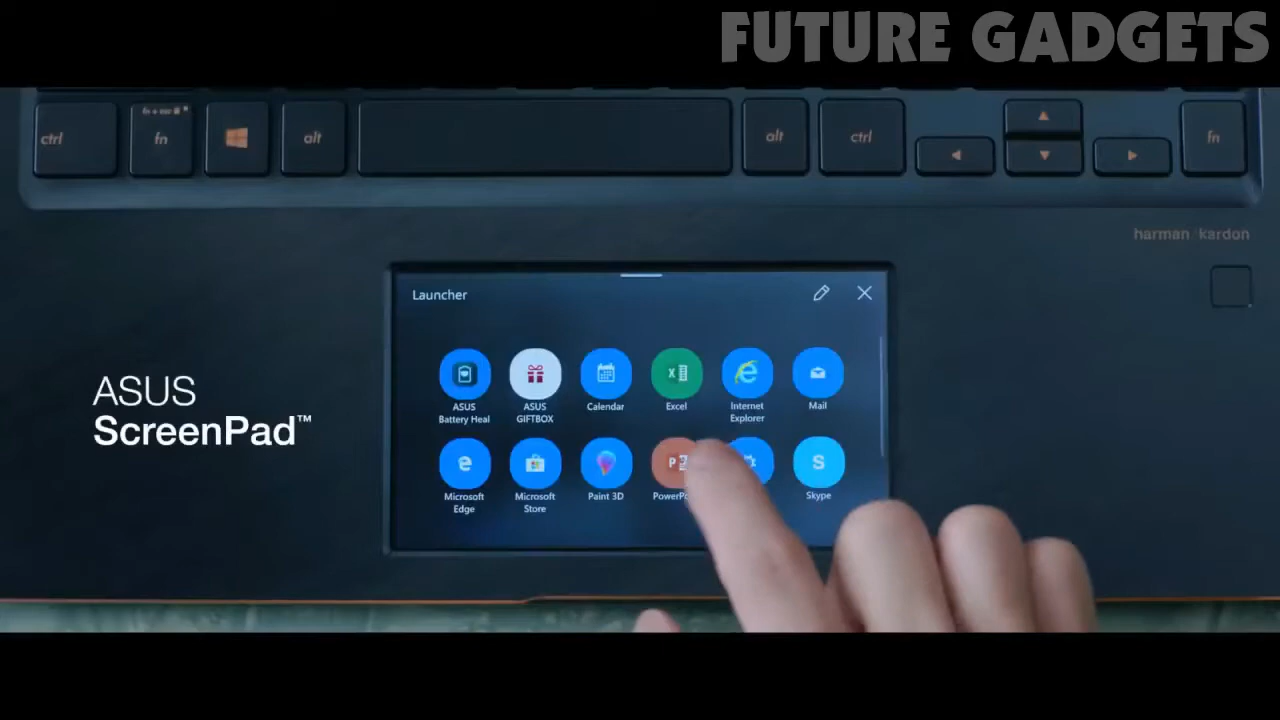 FUTURE GADGETS
ctrl
fn
alt
alt
ctrl
fn
harman / kardon
Launcher
ASUS
ScreenPad™
ASUS
Battery Heal
ASUS
GIFTBOX
Calendar
Excel
Internet
Explorer
Mail
Microsoft
Edge
Microsoft
Store
Paint 3D
S
Skype